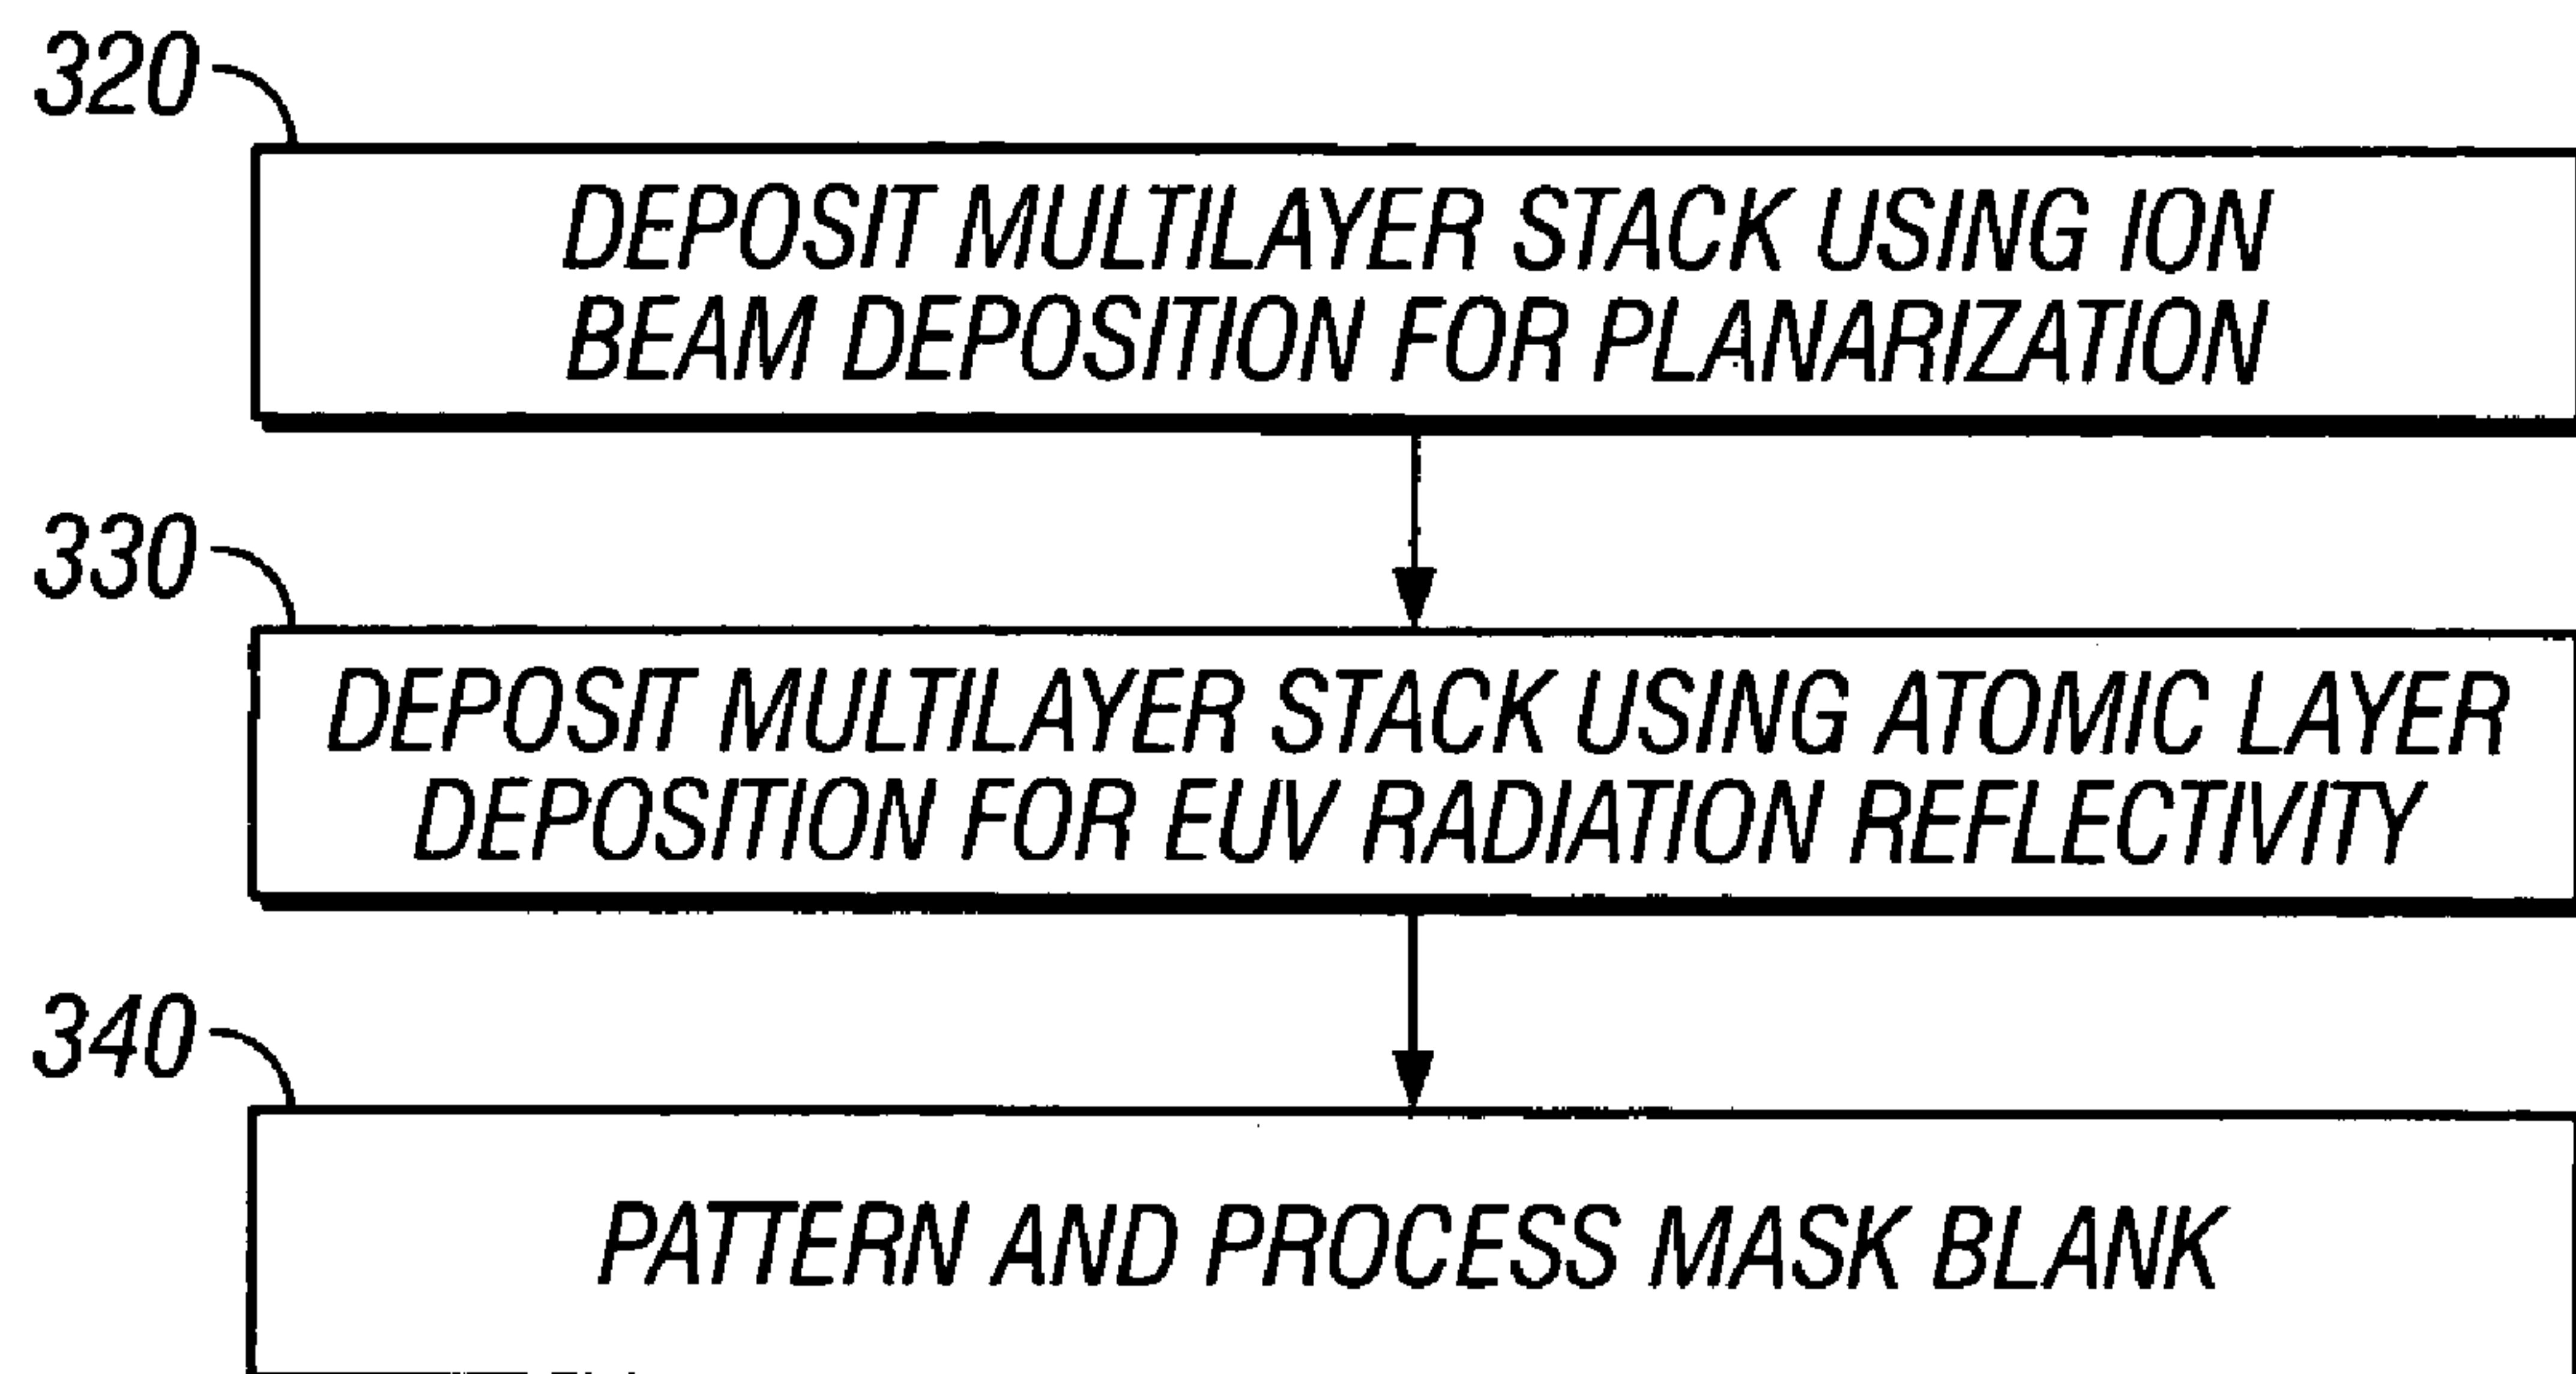 320
DEPOSIT MULTILAYER STACK USING ION
BEAM DEPOSITION FOR PLANARIZATION
330
DEPOSIT MULTILAYER STACK USING ATOMIC LAYER
DEPOSITION FOR EUV RADIATION REFLECTIVITY
340
PATTERN AND PROCESS MASK BLANK